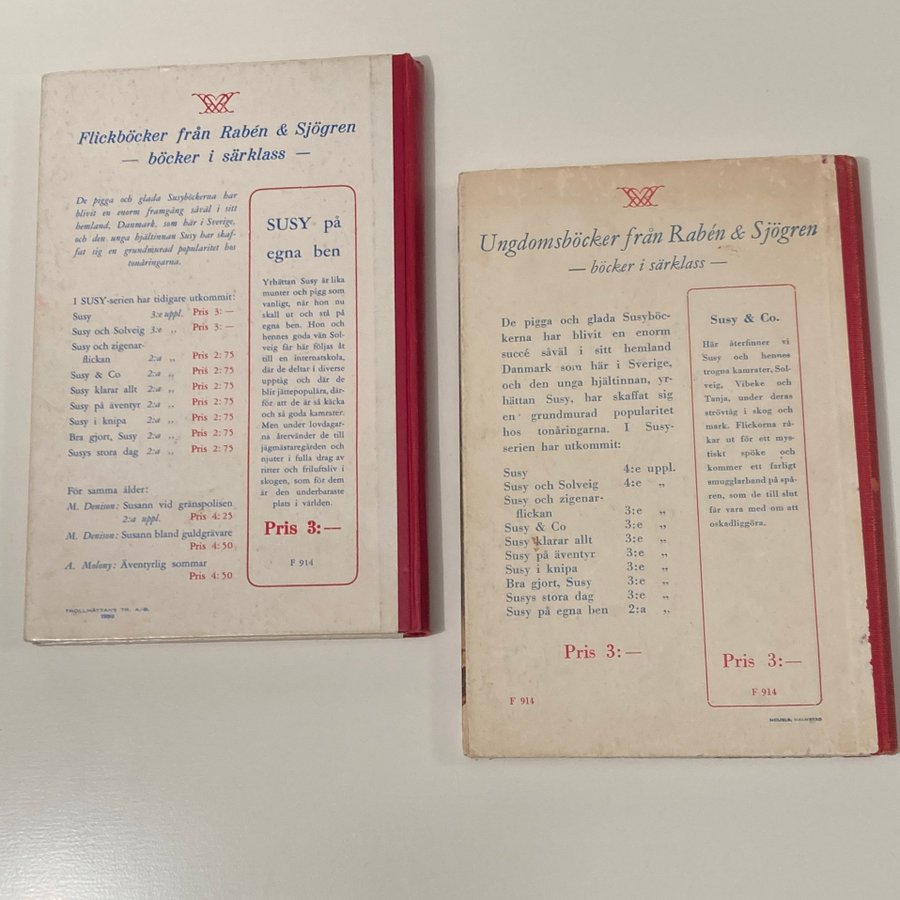 Flickböcker från Rabén & Sjögren
— böcker i särklass —
De pigga och glada Susyböckerna har
blivit en enorm framgång såväl i sitt
hemland, Danmark, som här i Sverige,
och den unga hjältinnan Susy har skaf-
fat sig en grundmurad popularitet hos
tonåringarna.
I SUSY-serien har tidigare utkommit:
Susy 3:e uppl. Pris 3:—
Susy och Solveig 3:e „ Pris 3:—
Susy och zigenar-
flickan 2:a „ Pris 2:75
Susy & Co 2:a „ Pris 2:75
Susy klarar allt 2:a „ Pris 2:75
Susy på äventyr 2:a „ Pris 2:75
Susy i knipa 2:a „ Pris 2:75
Bra gjort, Susy 2:a „ Pris 2:75
Susys stora dag 2:a „ Pris 2:75
För samma ålder:
M. Denison: Susann vid gränspolisen
2:a uppl. Pris 4:25
M. Denison: Susann bland guldgrävare
Pris 4:50
A. Molony: Äventyrlig sommar
Pris 4:50
TROLLHÄTTANS TR. A.-B.
SUSY på
egna ben
Yrhättan Susy är lika
munter och pigg som
vanligt, när hon nu
skall ut och stå på
egna ben. Hon och
hennes goda vän Sol-
veig får här följas åt
till en internatskola,
där de deltar i diverse
upptåg och där de
blir jättepopulära, där-
för att de är så käcka
och så goda kamrater.
Men under lovdagar-
na återvänder de till
jägmästaregården och
njuter i fulla drag av
ritter och friluftsliv i
skogen, som för dem
är den underbaraste
plats i världen.
Pris 3:—
F 914
Ungdomsböcker från Rabén & Sjögren
— böcker i särklass —
De pigga och glada Susyböc-
kerna har blivit en enorm
succé såväl i sitt hemland
Danmark som här i Sverige,
och den unga hjältinnan, yr-
hättan Susy, har skaffat sig
en grundmurad popularitet
hos tonåringarna. I Susy-
serien har utkommit:
Susy 4:e uppl.
Susy och Solveig 4:e „
Susy och zigenar-
flickan 3:e „
Susy & Co 3:e „
Susy klarar allt 3:e „
Susy på äventyr 3:e „
Susy i knipa 3:e „
Bra gjort, Susy 3:e „
Susys stora dag 3:e „
Susy på egna ben 2:a „
Pris 3:—
F 914
Susy & Co.
Här återfinner vi
Susy och hennes
trogna kamrater, Sol-
veig, Vibeke och
Tanja, under deras
strövtåg i skog och
mark. Flickorna rå-
kar ut för ett mys-
tiskt spöke och
kommer ett farligt
smugglarband på spå-
ren, som de till slut
får vara med om att
oskadliggöra.
Pris 3:—
F 914
HALMSTAD